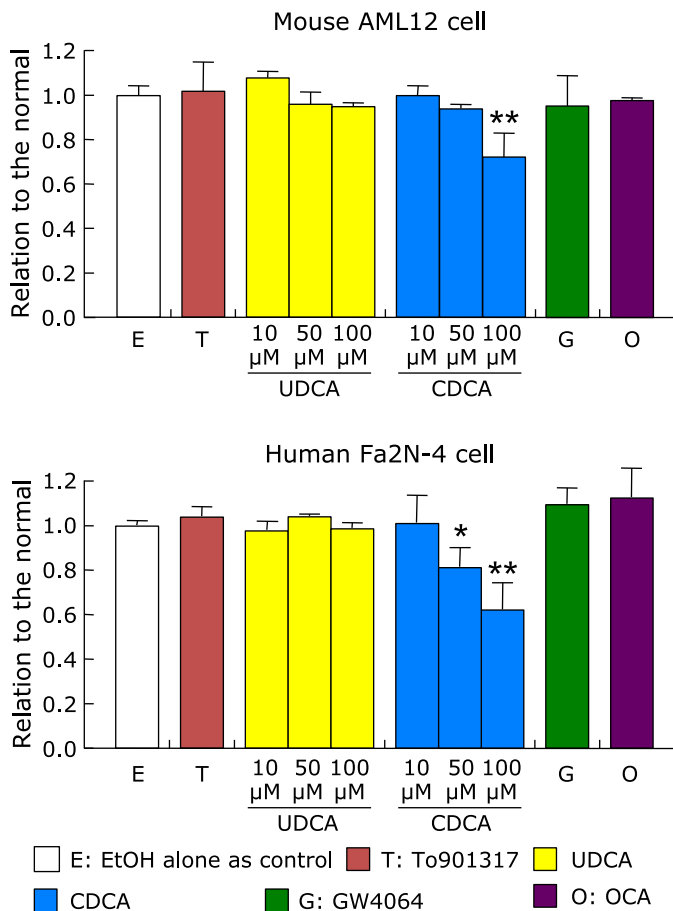 Mouse AML12 cell
Relation to the normal
1.2
1.0
0.8
0.6
0.4
0.2
0.0
**
E T 10 μM 50 μM 100 μM 10 μM 50 μM 100 μM G O
UDCA CDCA
Human Fa2N-4 cell
Relation to the normal
1.2
1.0
0.8
0.6
0.4
0.2
0.0
*
**
E T 10 μM 50 μM 100 μM 10 μM 50 μM 100 μM G O
UDCA CDCA
E: EtOH alone as control T: To901317 UDCA
CDCA G: GW4064 O: OCA